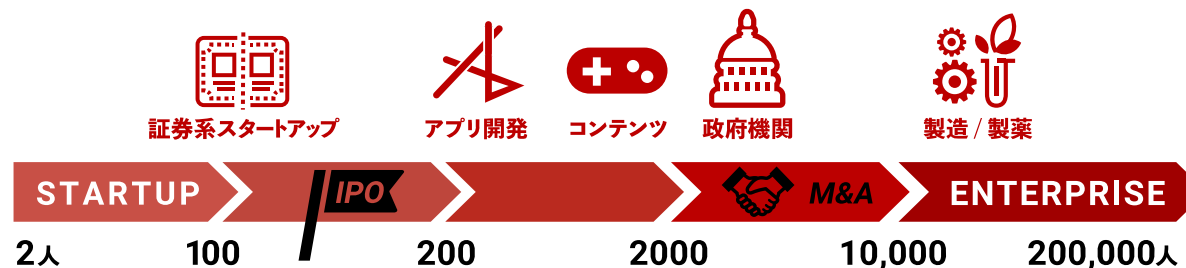 証券系スタートアップ
アプリ開発
コンテンツ
政府機関
製造 / 製薬
STARTUP
IPO
M&A
ENTERPRISE
2人
100
200
2000
10,000
200,000人